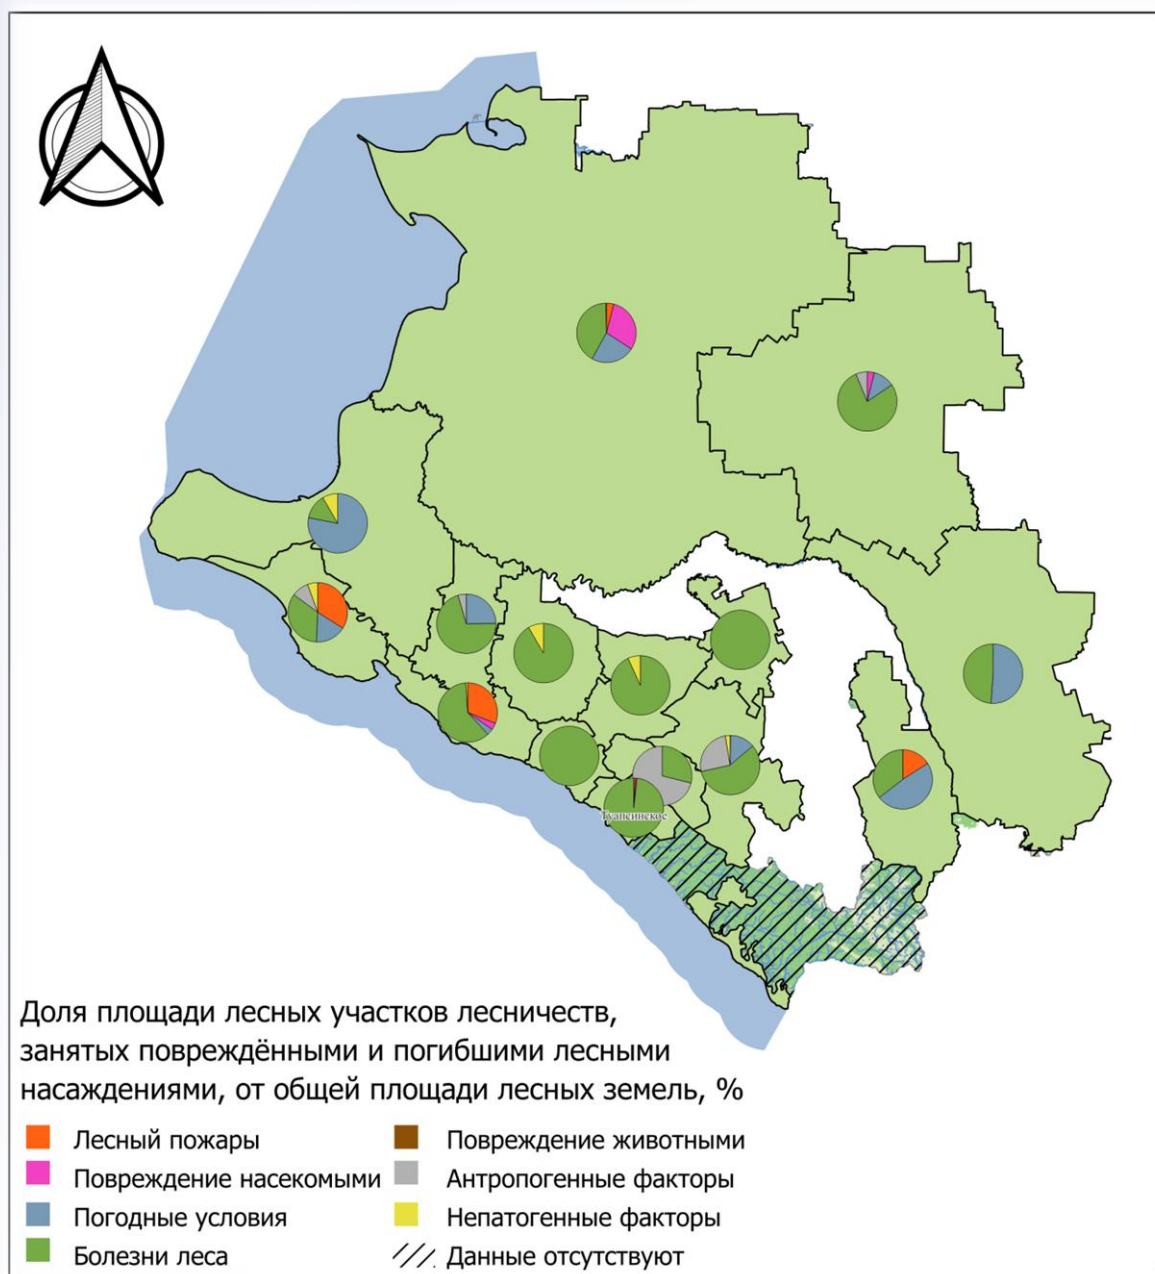 Туапсинское
Доля площади лесных участков лесничеств,
занятых повреждёнными и погибшими лесными
насаждениями, от общей площади лесных земель, %
Лесный пожары
Повреждение насекомыми
Погодные условия
Болезни леса
Повреждение животными
Антропогенные факторы
Непатогенные факторы
Данные отсутствуют